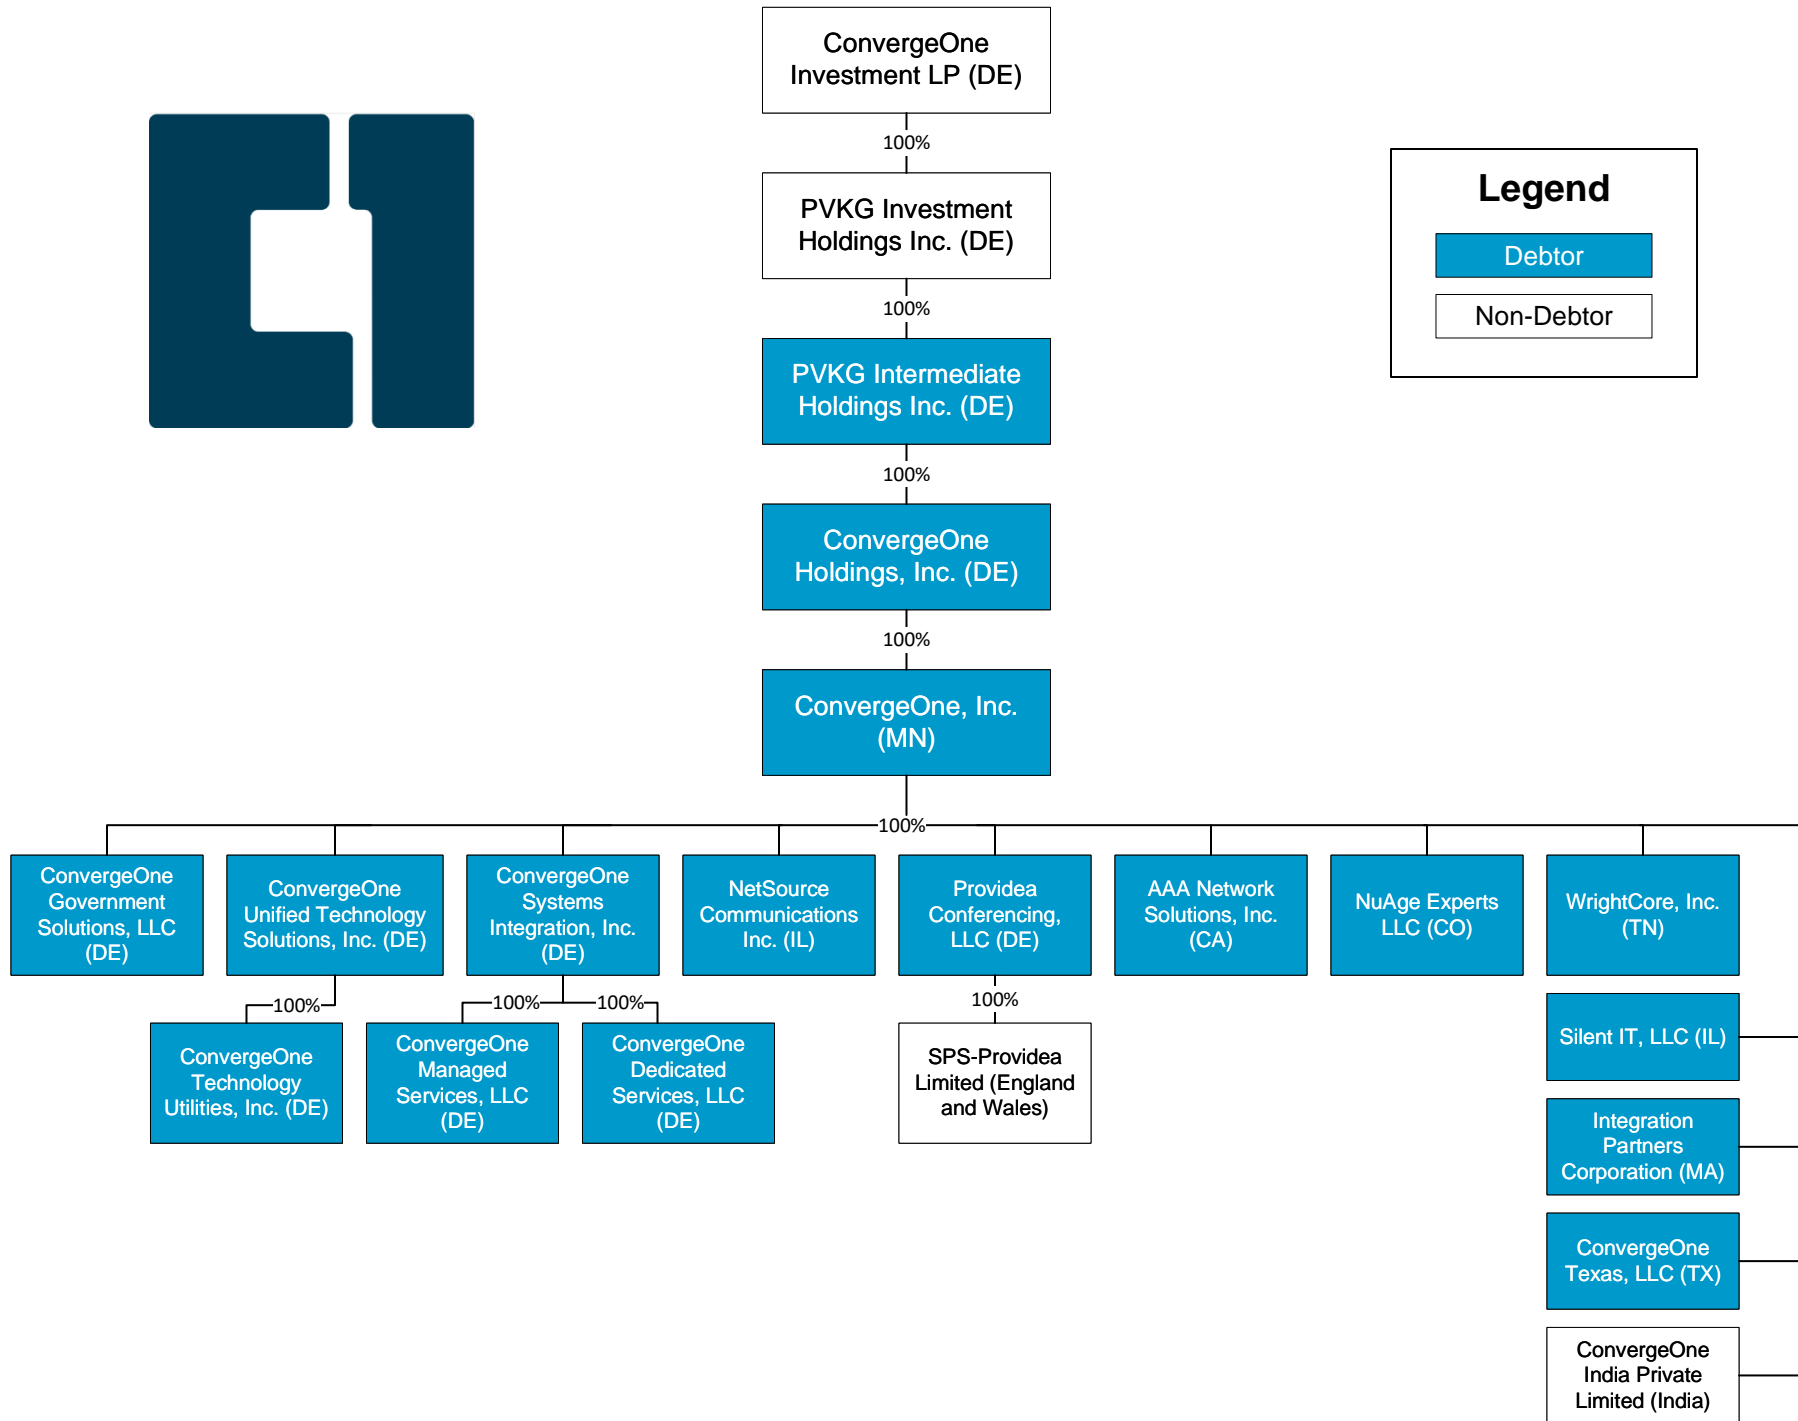 ConvergeOne
Investment LP (DE)
100%
PVKG Investment
Holdings Inc. (DE)
Legend
Debtor
Non-Debtor
100%
PVKG Intermediate
Holdings Inc. (DE)
100%
ConvergeOne
Holdings, Inc. (DE)
100%
ConvergeOne, Inc.
(MN)
100%
ConvergeOne
Government
Solutions, LLC
(DE)
ConvergeOne
Unified Technology
Solutions, Inc. (DE)
ConvergeOne
Systems
Integration, Inc.
(DE)
NetSource
Communications
Inc. (IL)
Providea
Conferencing,
LLC (DE)
AAA Network
Solutions, Inc.
(CA)
NuAge Experts
LLC (CO)
WrightCore, Inc.
(TN)
100%
100%
100%
100%
ConvergeOne
Technology
Utilities, Inc. (DE)
ConvergeOne
Managed
Services, LLC
(DE)
ConvergeOne
Dedicated
Services, LLC
(DE)
SPS-Providea
Limited (England
and Wales)
Silent IT, LLC (IL)
Integration
Partners
Corporation (MA)
ConvergeOne
Texas, LLC (TX)
ConvergeOne
India Private
Limited (India)